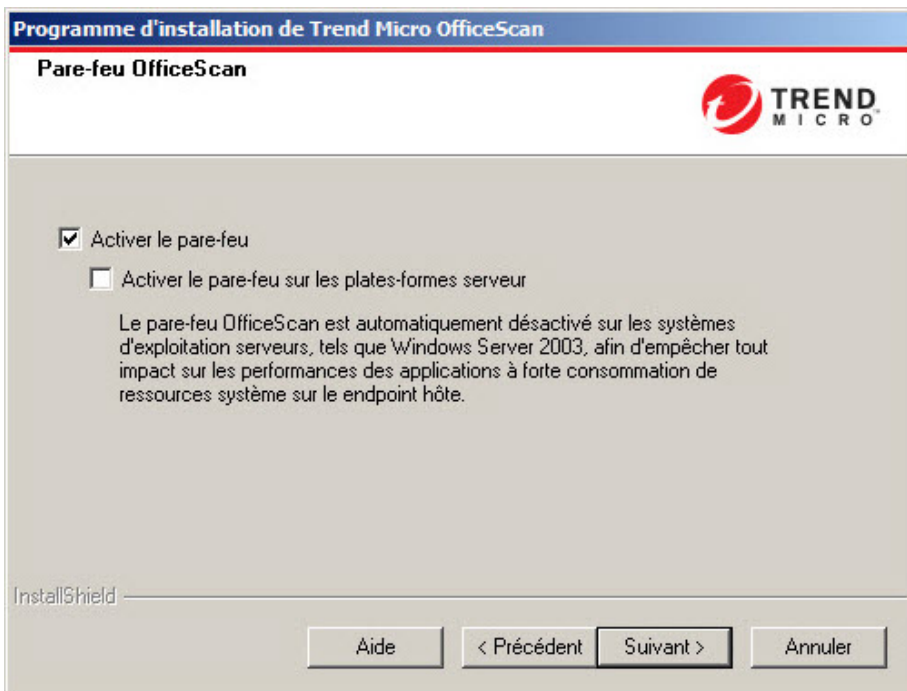 Programme d'installation de Trend Micro OfficeScan
Pare-feu OfficeScan
TREND
MICRO
Activer le pare-feu
Activer le pare-feu sur les plates-formes serveur
Le pare-feu OfficeScan est automatiquement désactivé sur les systèmes
d'exploitation serveurs, tels que Windows Server 2003, afin d'empêcher tout
impact sur les performances des applications à forte consommation de
ressources système sur le endpoint hôte.
InstallShield
Aide
< Précédent
Suivant >
Annuler